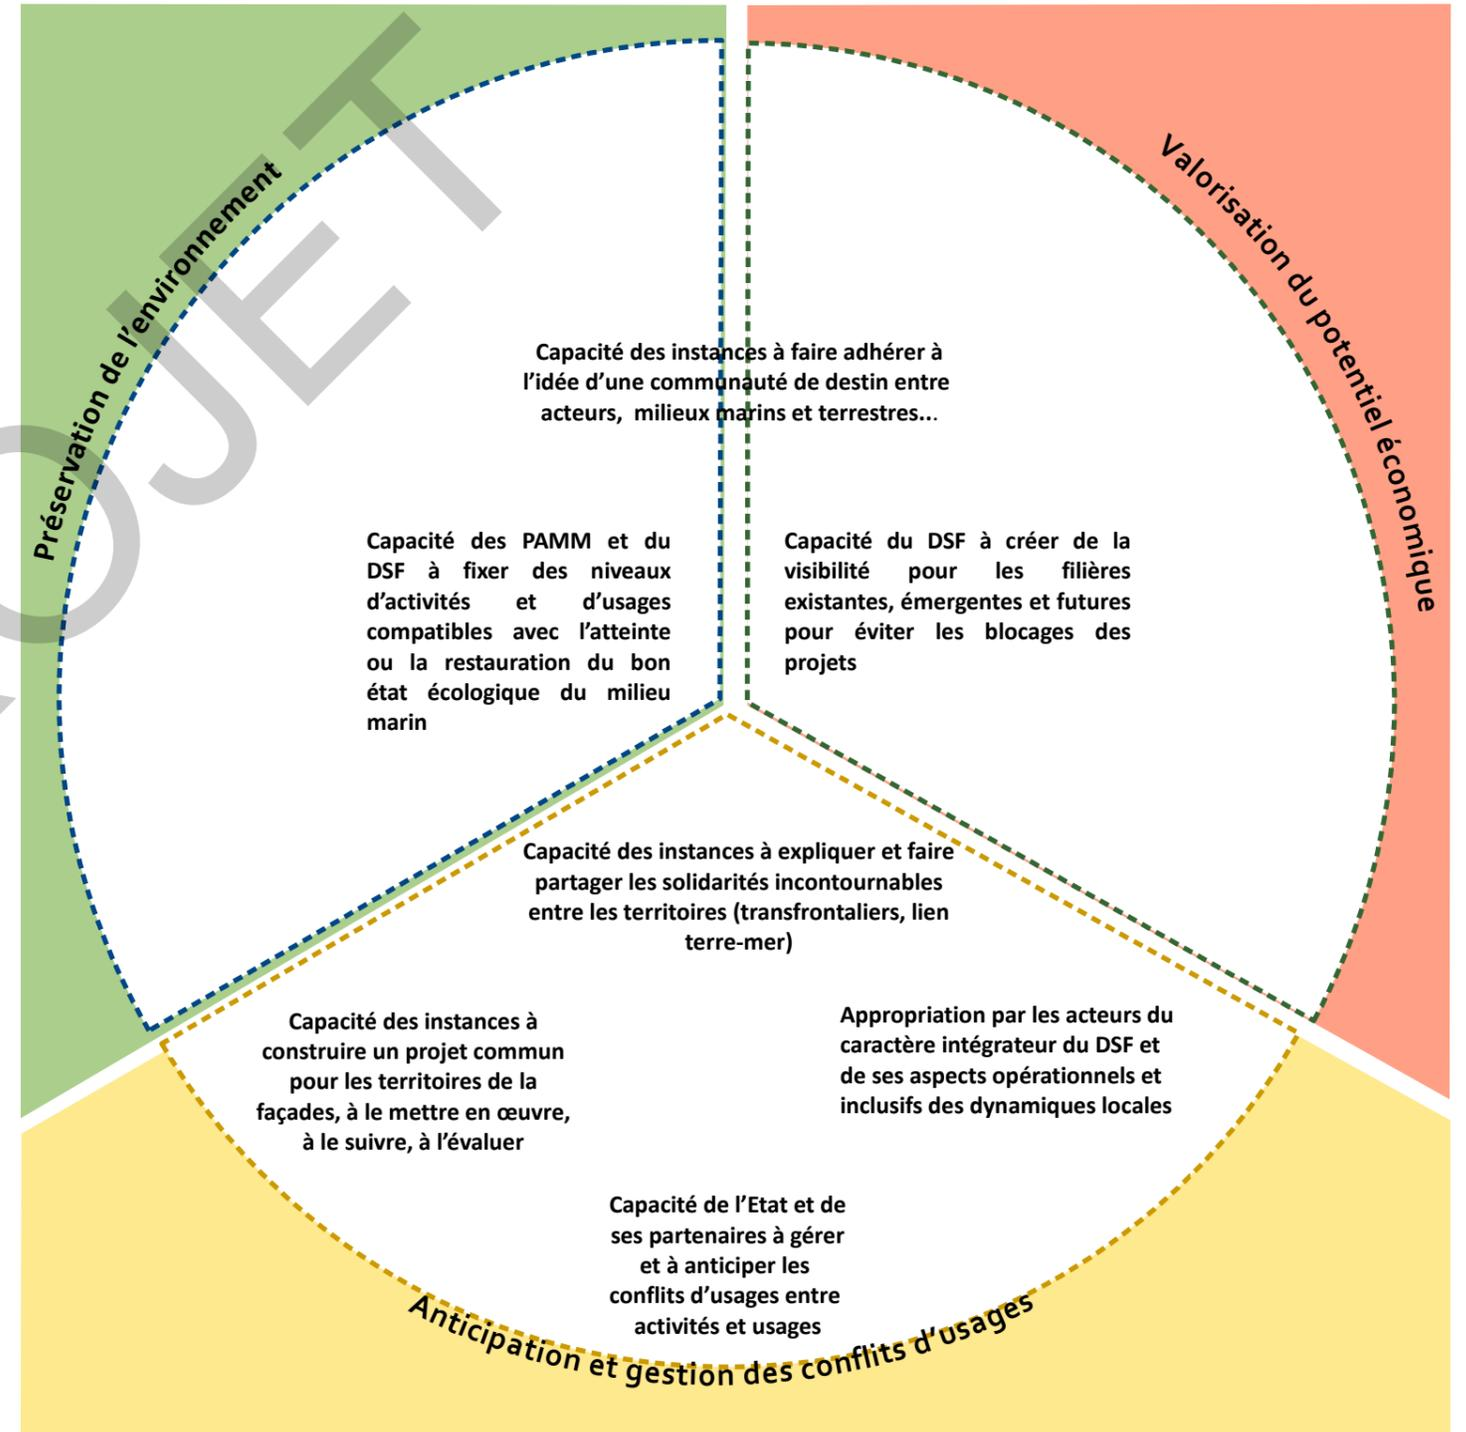 Préservation de l'environnement
Valorisation du potentiel économique
Capacité des instances à faire adhérer à
l'idée d'une communauté de destin entre
acteurs, milieux marins et terrestres...
Capacité des PAMM et du
DSF à fixer des niveaux
d'activités et d'usages
compatibles avec l'atteinte
ou la restauration du bon
état écologique du milieu
marin
Capacité du DSF à créer de la
visibilité pour les filières
existantes, émergentes et futures
pour éviter les blocages des
projets
Capacité des instances à expliquer et faire
partager les solidarités incontournables
entre les territoires (transfrontaliers, lien
terre-mer)
Capacité des instances à
construire un projet commun
pour les territoires de la
façades, à le mettre en œuvre,
à le suivre, à l'évaluer
Appropriation par les acteurs du
caractère intégrateur du DSF et
de ses aspects opérationnels et
inclusifs des dynamiques locales
Capacité de l'Etat et de
ses partenaires à gérer
et à anticiper les
conflits d'usages entre
activités et usages
Anticipation et gestion des conflits d'usages
OJET